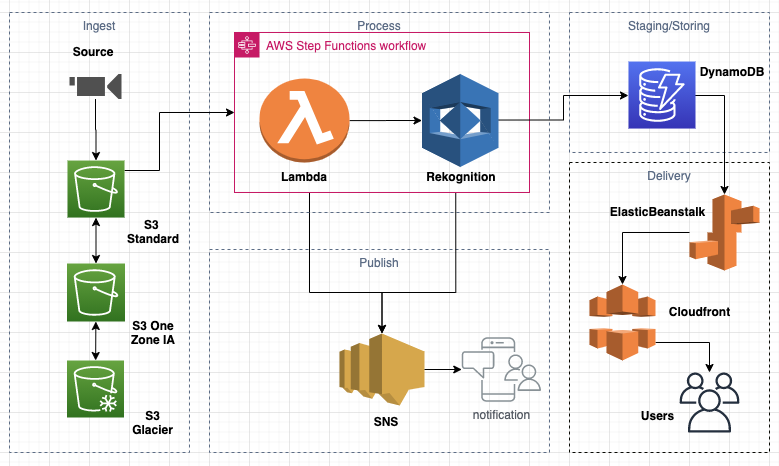 Ingest
Source
S3
Standard
S3 One
Zone IA
S3
Glacier
Process
AWS Step Functions workflow
Lambda
Rekognition
Publish
SNS
notification
Staging/Storing
DynamoDB
Delivery
ElasticBeanstalk
Cloudfront
Users